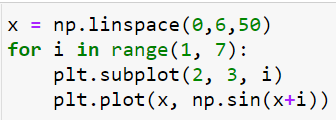 x = np.linspace(0,6,50)
for i in range(1, 7):
    plt.subplot(2, 3, i)
    plt.plot(x, np.sin(x+i))